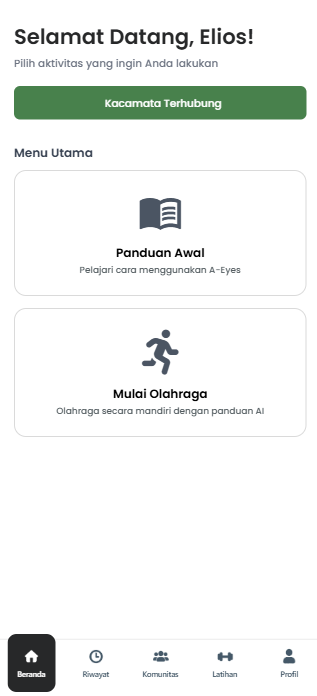 Selamat Datang, Elios!
Pilih aktivitas yang ingin Anda lakukan
Kacamata Terhubung
Menu Utama
Panduan Awal
Pelajari cara menggunakan A-Eyes
Mulai Olahraga
Olahraga secara mandiri dengan panduan AI
Beranda
Riwayat
Komunitas
Latihan
Profil